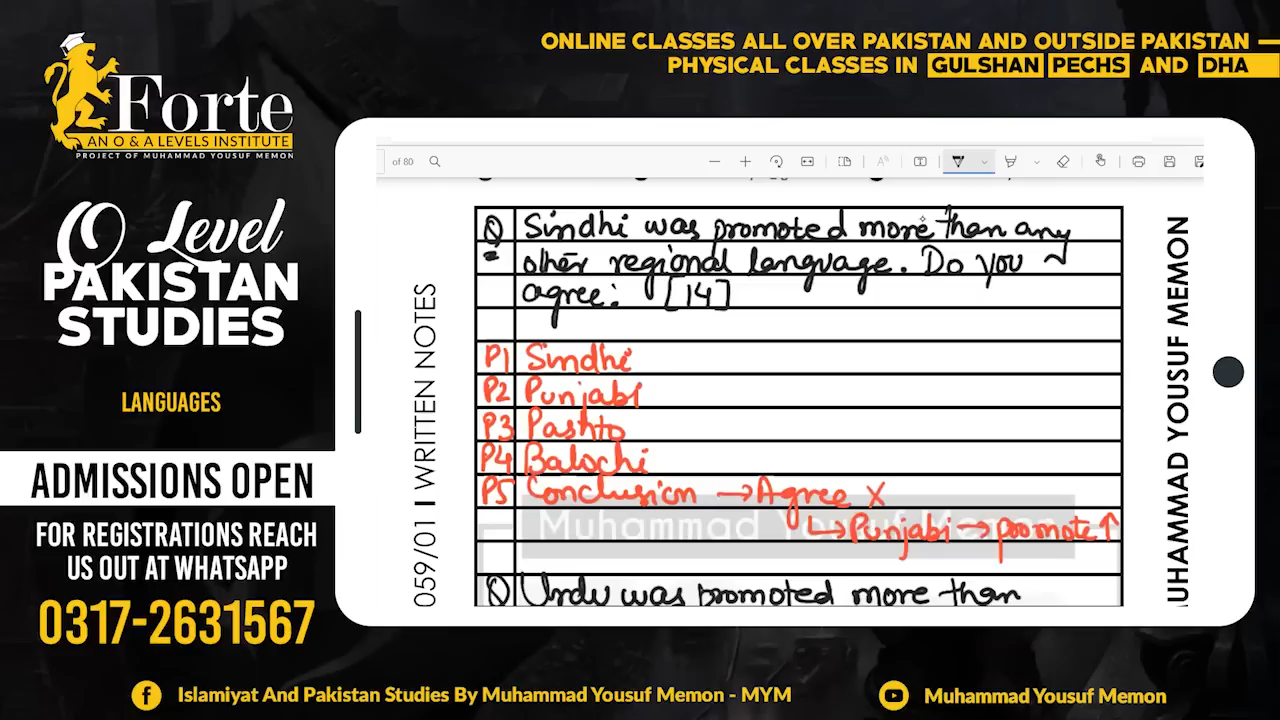 ONLINE CLASSES ALL OVER PAKISTAN AND OUTSIDE PAKISTAN
PHYSICAL CLASSES IN GULSHAN PECHS AND DHA
Forte
AN O & A LEVELS INSTITUTE
PROJECT OF MUHAMMAD YOUSUF MEMON
O Level
PAKISTAN
STUDIES
LANGUAGES
ADMISSIONS OPEN
FOR REGISTRATIONS REACH
US OUT AT WHATSAPP
0317-2631567
of 80
059/01 I WRITTEN NOTES
Q Sindhi was promoted more than any
other regional language. Do you
agree: [14]
P1 Sindhi
P2 Punjabi
P3 Pashto
P4 Balochi
P5 Conclusion → Agree X
↳ Punjabi → promote ↑
Muhammad Yousuf Memon
Q Urdu was promoted more than
UHAMMAD YOUSUF MEMON
Islamiyat And Pakistan Studies By Muhammad Yousuf Memon - MYM
Muhammad Yousuf Memon